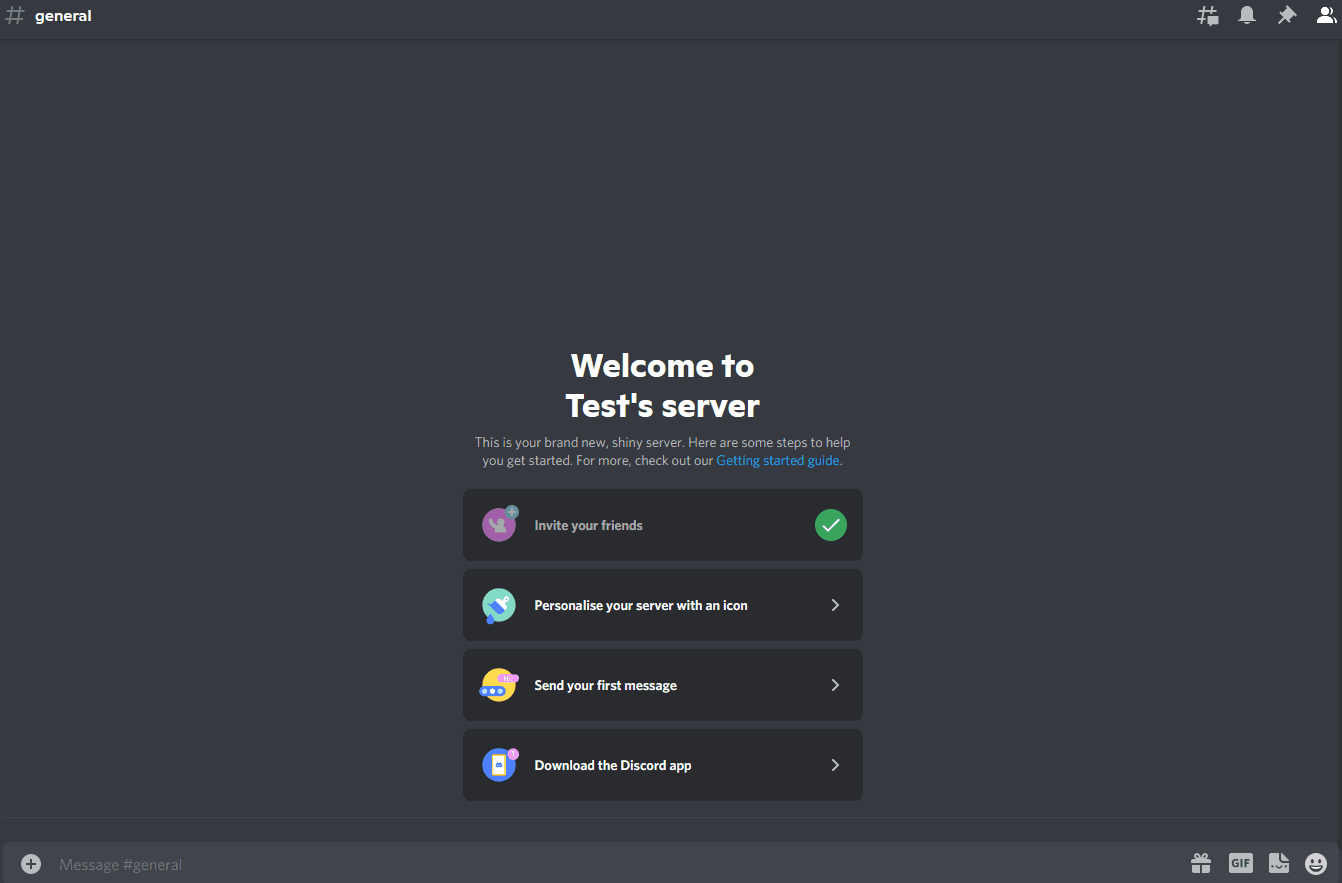 general
Welcome to
Test's server
This is your brand new, shiny server. Here are some steps to help
you get started. For more, check out our Getting started guide.
Invite your friends
Personalise your server with an icon
Send your first message
Download the Discord app
Message #general
GIF